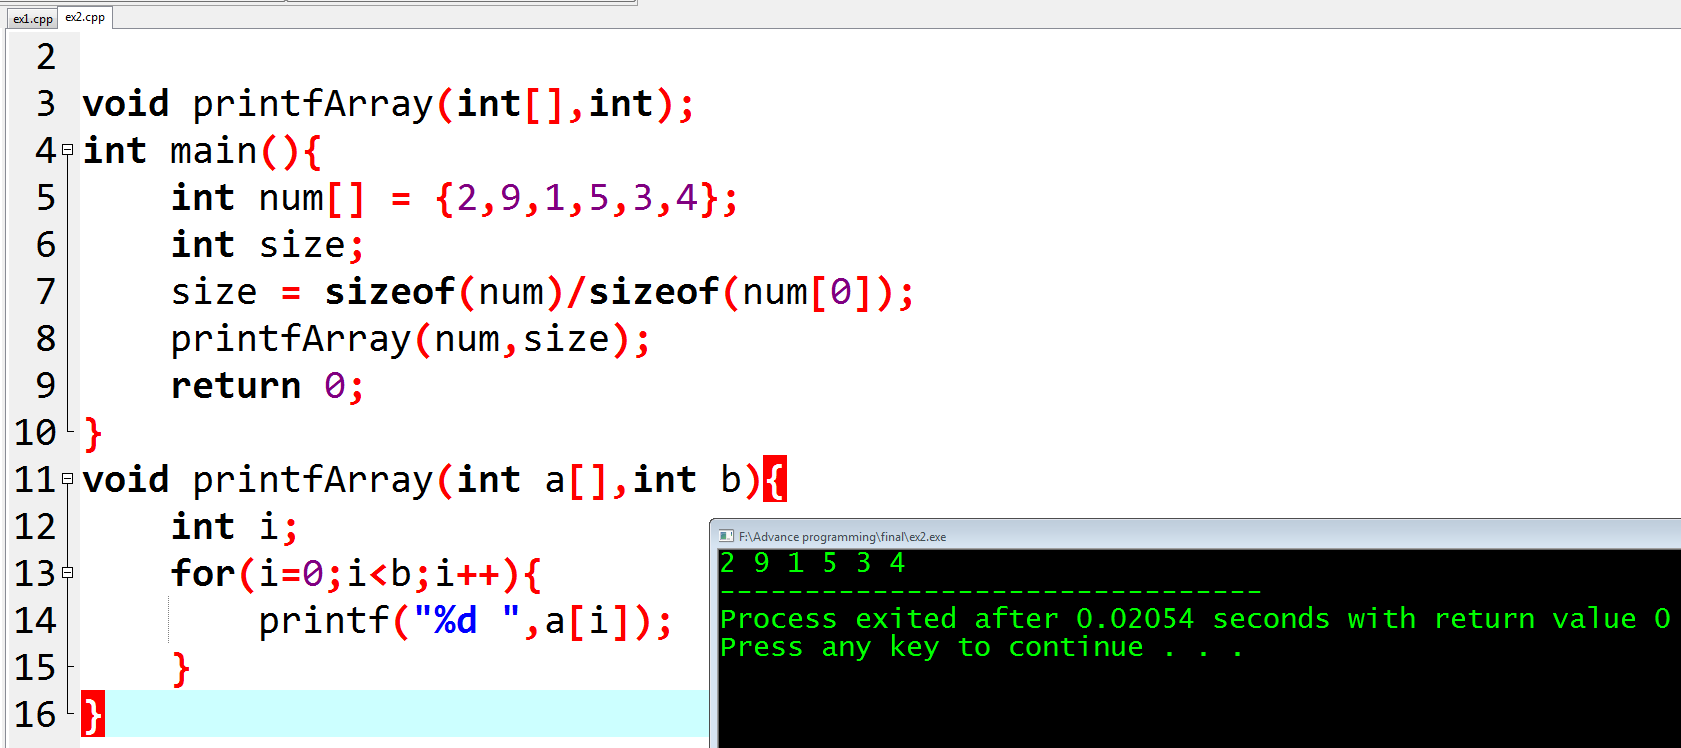 ex1.cpp ex2.cpp
2
3 void printfArray(int[],int);
4 int main(){
5     int num[] = {2,9,1,5,3,4};
6     int size;
7     size = sizeof(num)/sizeof(num[0]);
8     printfArray(num,size);
9     return 0;
10 }
11 void printfArray(int a[],int b){
12     int i;
13     for(i=0;i<b;i++){
14         printf("%d ",a[i]);
15     }
16 }
F:\Advance programming\final\ex2.exe
2 9 1 5 3 4
--------------------------------
Process exited after 0.02054 seconds with return value 0
Press any key to continue . . .